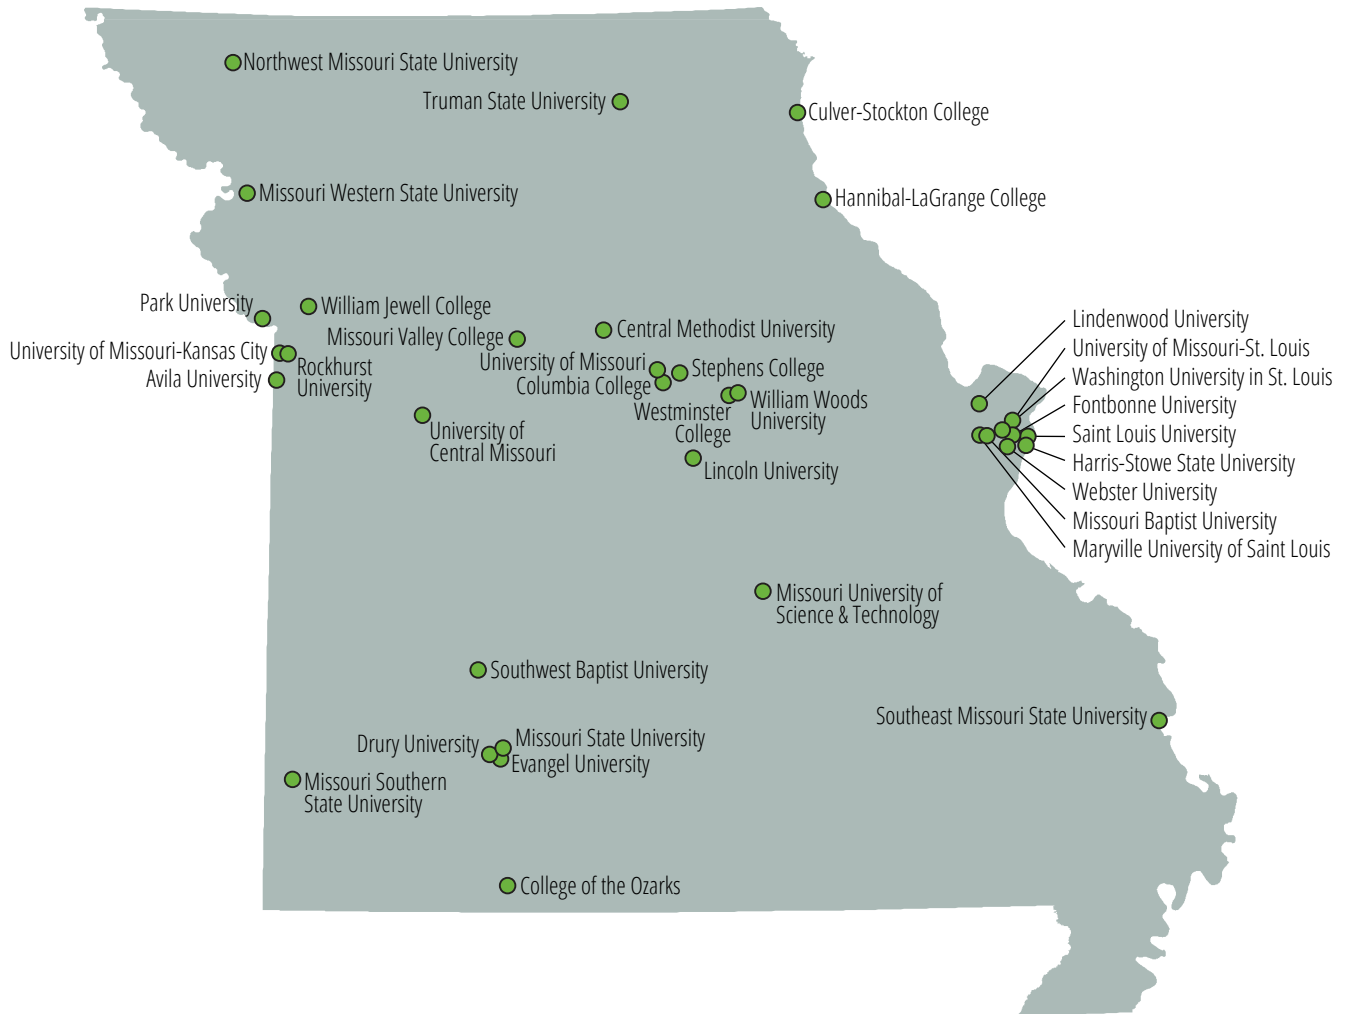 Northwest Missouri State University
Truman State University
Culver-Stockton College
Missouri Western State University
Hannibal-LaGrange College
Park University
William Jewell College
Missouri Valley College
Central Methodist University
University of Missouri-Kansas City
Rockhurst
University
Avila University
University of Missouri
Columbia College
Stephens College
Westminster
College
William Woods
University
University of
Central Missouri
Lincoln University
Lindenwood University
University of Missouri-St. Louis
Washington University in St. Louis
Fontbonne University
Saint Louis University
Harris-Stowe State University
Webster University
Missouri Baptist University
Maryville University of Saint Louis
Missouri University of
Science & Technology
Southwest Baptist University
Southeast Missouri State University
Drury University
Missouri State University
Evangel University
Missouri Southern
State University
College of the Ozarks